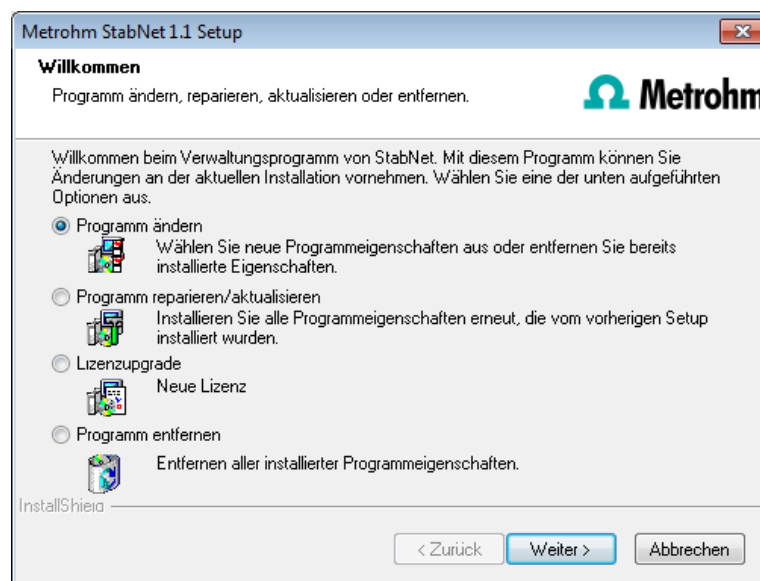 Metrohm StabNet 1.1 Setup
Willkommen
Programm ändern, reparieren, aktualisieren oder entfernen.
Metrohm
Willkommen beim Verwaltungsprogramm von StabNet. Mit diesem Programm können Sie
Änderungen an der aktuellen Installation vornehmen. Wählen Sie eine der unten aufgeführten
Optionen aus.
Programm ändern
Wählen Sie neue Programmeigenschaften aus oder entfernen Sie bereits
installierte Eigenschaften.
Programm reparieren/aktualisieren
Installieren Sie alle Programmeigenschaften erneut, die vom vorherigen Setup
installiert wurden.
Lizenzupgrade
Neue Lizenz
Programm entfernen
Entfernen aller installierter Programmeigenschaften.
InstallShield
< Zurück
Weiter >
Abbrechen